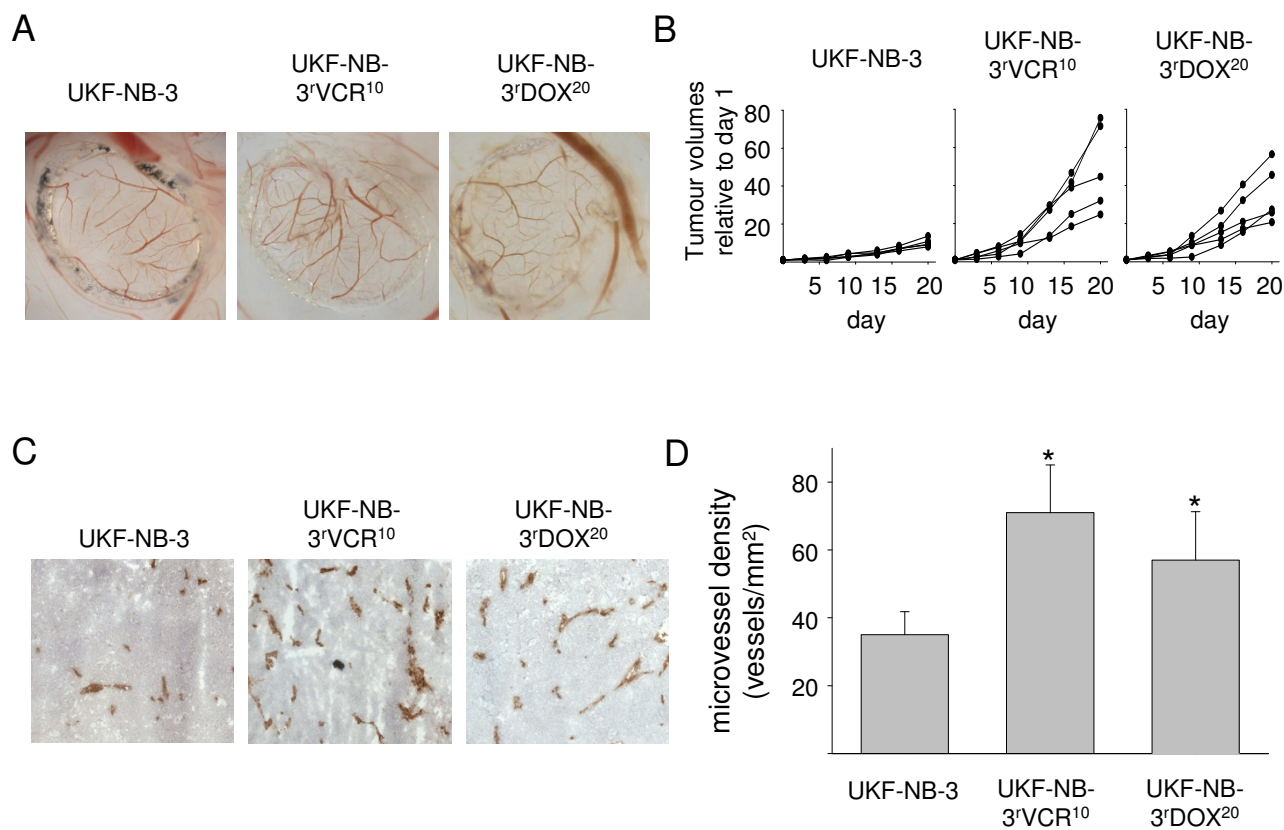 A
UKF-NB-3
UKF-NB-
3ʳVCR¹⁰
UKF-NB-
3ʳDOX²⁰
B
UKF-NB-3
UKF-NB-
3ʳVCR¹⁰
UKF-NB-
3ʳDOX²⁰
Tumour volumes
relative to day 1
80
60
40
20
5 10 15 20
5 10 15 20
5 10 15 20
day
day
day
C
UKF-NB-3
UKF-NB-
3ʳVCR¹⁰
UKF-NB-
3ʳDOX²⁰
D
microvessel density
(vessels/mm²)
80
60
40
20
*
*
UKF-NB-3
UKF-NB-
3ʳVCR¹⁰
UKF-NB-
3ʳDOX²⁰